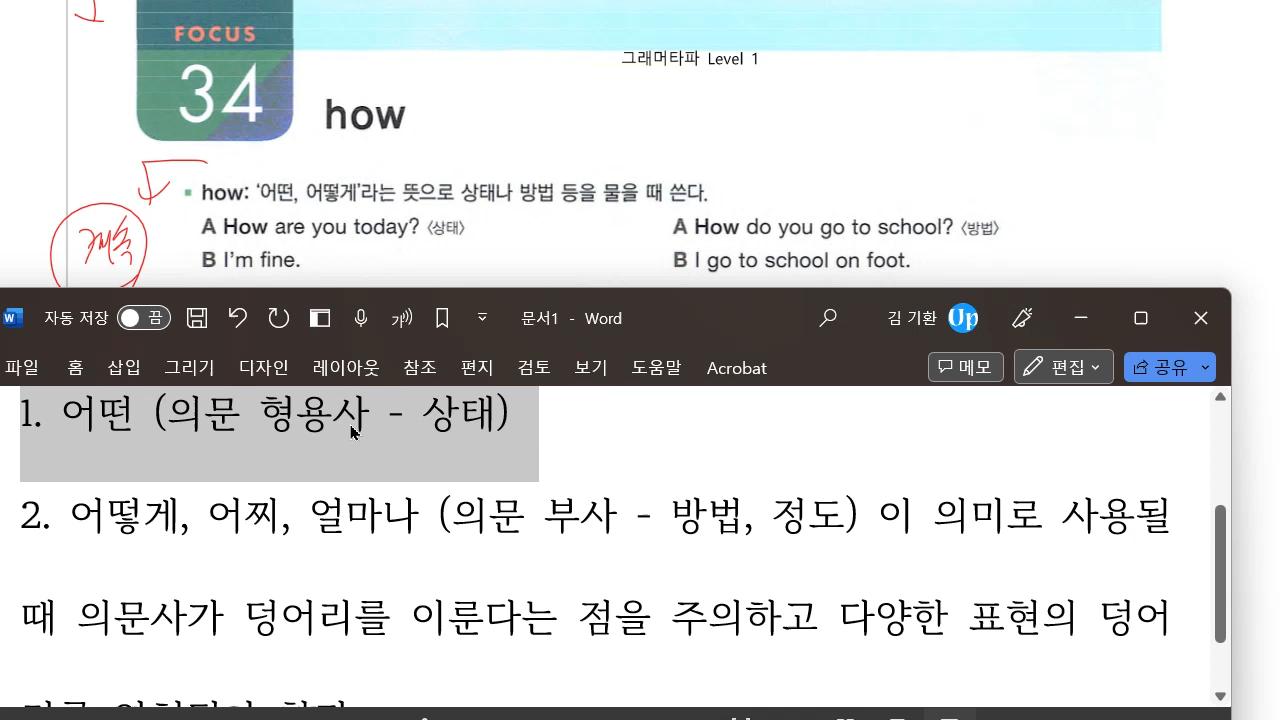 FOCUS
34
그래머타파 Level 1
how
how: '어떤, 어떻게'라는 뜻으로 상태나 방법 등을 물을 때 쓴다.
A How are you today? 〈상태〉
A How do you go to school? 〈방법〉
B I'm fine.
B I go to school on foot.
계속
자동 저장 끔
문서1 - Word
김 기환
Up
파일 홈 삽입 그리기 디자인 레이아웃 참조 편지 검토 보기 도움말 Acrobat
메모 편집 공유
1. 어떤 (의문 형용사 - 상태)
2. 어떻게, 어찌, 얼마나 (의문 부사 - 방법, 정도) 이 의미로 사용될
때 의문사가 덩어리를 이룬다는 점을 주의하고 다양한 표현의 덩어